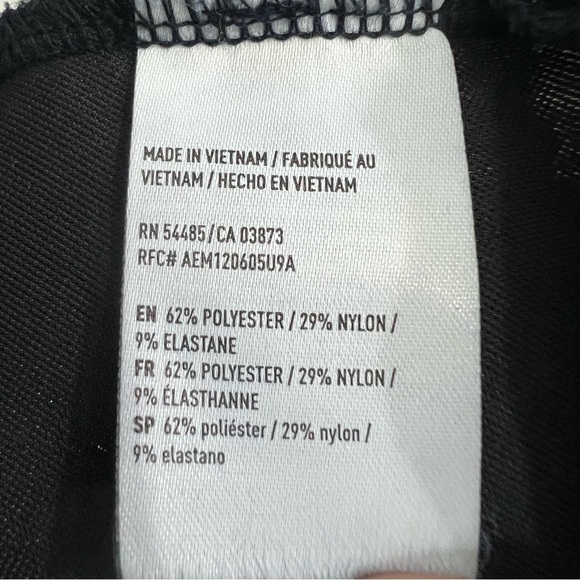 MADE IN VIETNAM / FABRIQUÉ AU
VIETNAM / HECHO EN VIETNAM
RN 54485/CA 03873
RFC# AEM120605U9A
EN 62% POLYESTER / 29% NYLON /
9% ELASTANE
FR 62% POLYESTER / 29% NYLON /
9% ÉLASTHANNE
SP 62% poliéster / 29% nylon /
9% elastano